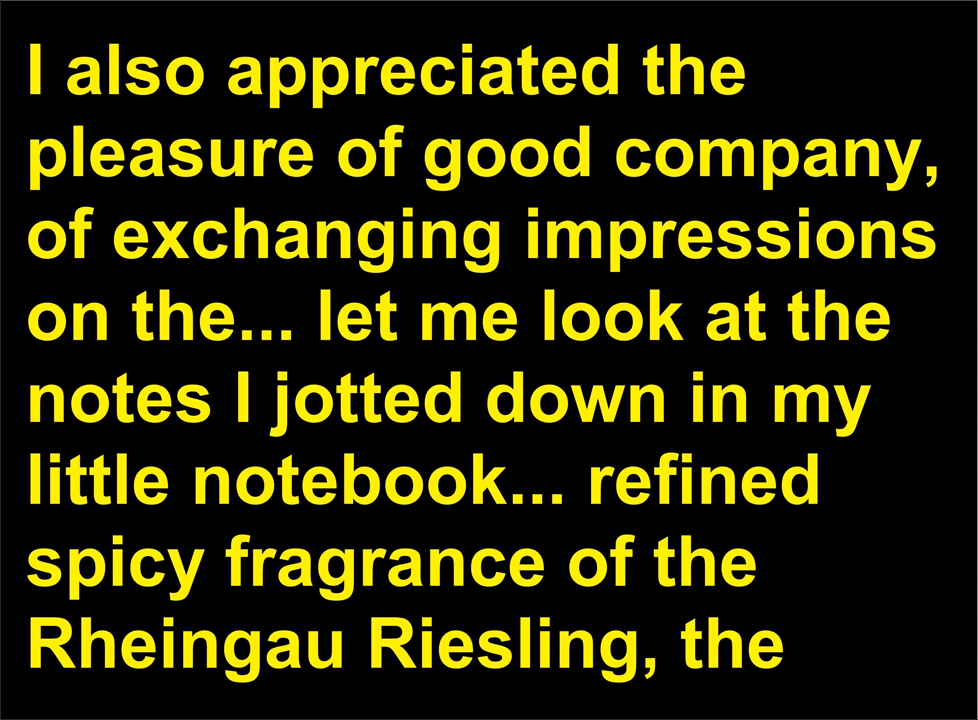 I also appreciated the
pleasure of good company,
of exchanging impressions
on the... let me look at the
notes I jotted down in my
little notebook... refined
spicy fragrance of the
Rheingau Riesling, the